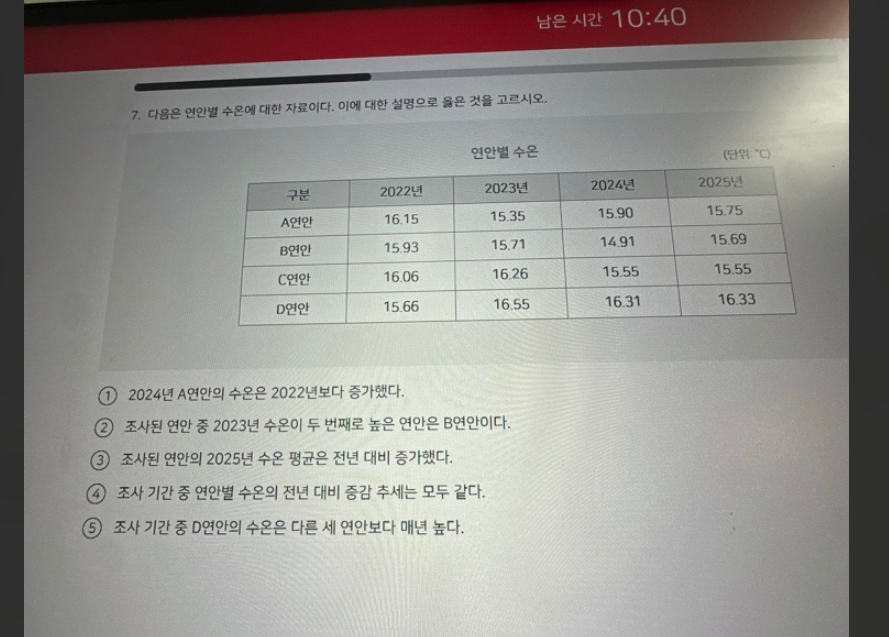 남은 시간 10:40
7. 다음은 연안별 수온에 대한 자료이다. 이에 대한 설명으로 옳은 것을 고르시오.
연안별 수온
(단위: ℃)
구분 2022년 2023년 2024년 2025년
A연안 16.15 15.35 15.90 15.75
B연안 15.93 15.71 14.91 15.69
C연안 16.06 16.26 15.55 15.55
D연안 15.66 16.55 16.31 16.33
① 2024년 A연안의 수온은 2022년보다 증가했다.
② 조사된 연안 중 2023년 수온이 두 번째로 높은 연안은 B연안이다.
③ 조사된 연안의 2025년 수온 평균은 전년 대비 증가했다.
④ 조사 기간 중 연안별 수온의 전년 대비 증감 추세는 모두 같다.
⑤ 조사 기간 중 D연안의 수온은 다른 세 연안보다 매년 높다.